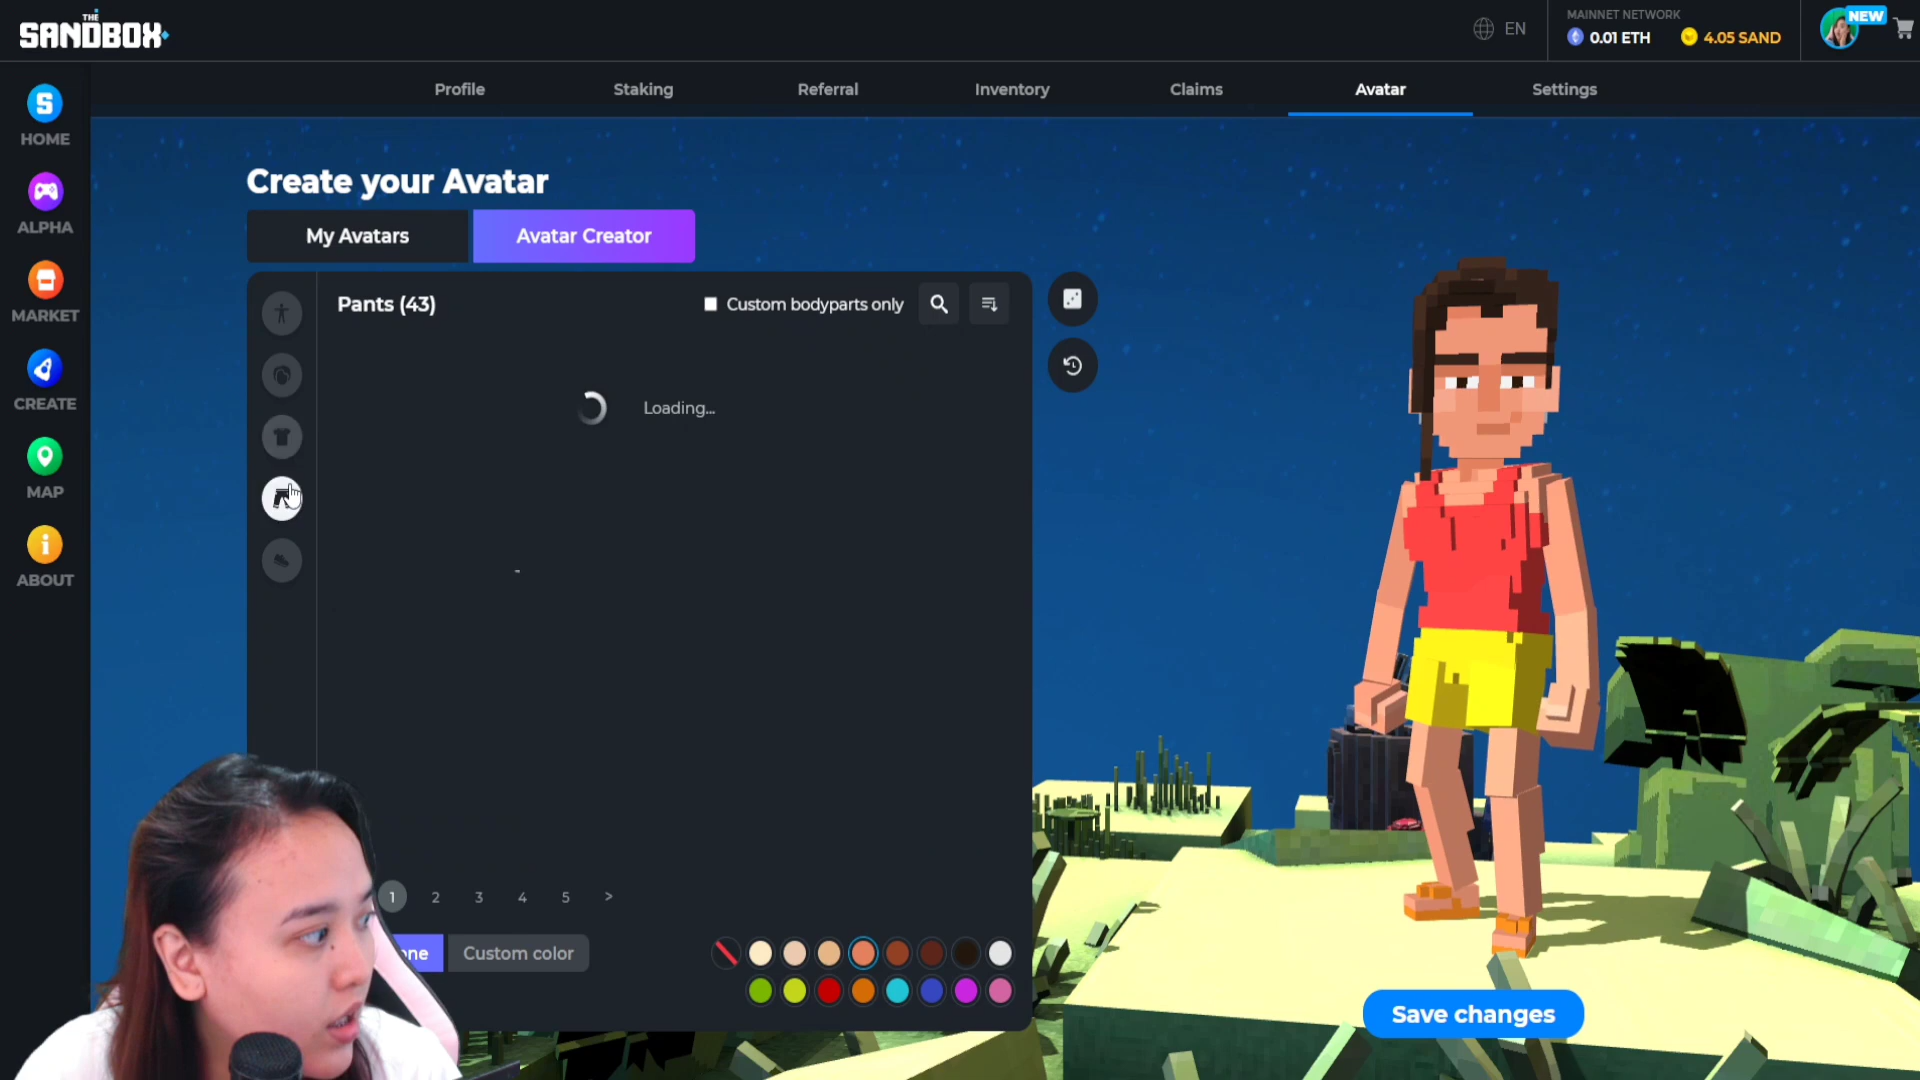 THE
SANDBOX
EN
MAINNET NETWORK
0.01 ETH
4.05 SAND
NEW
Profile
Staking
Referral
Inventory
Claims
Avatar
Settings
HOME
ALPHA
MARKET
CREATE
MAP
ABOUT
Create your Avatar
My Avatars
Avatar Creator
Pants (43)
Custom bodyparts only
Loading...
1 2 3 4 5 >
Custom color
Save changes